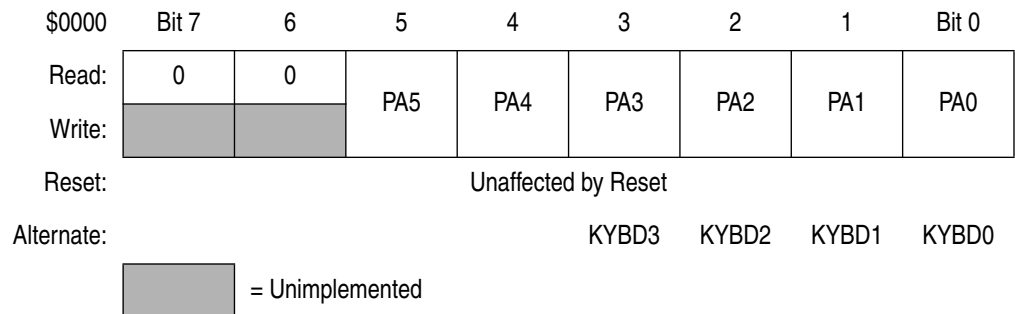 $0000 Bit 7 6 5 4 3 2 1 Bit 0
Read: 0 0
PA5 PA4 PA3 PA2 PA1 PA0
Write:
Reset: Unaffected by Reset
Alternate: KYBD3 KYBD2 KYBD1 KYBD0
= Unimplemented